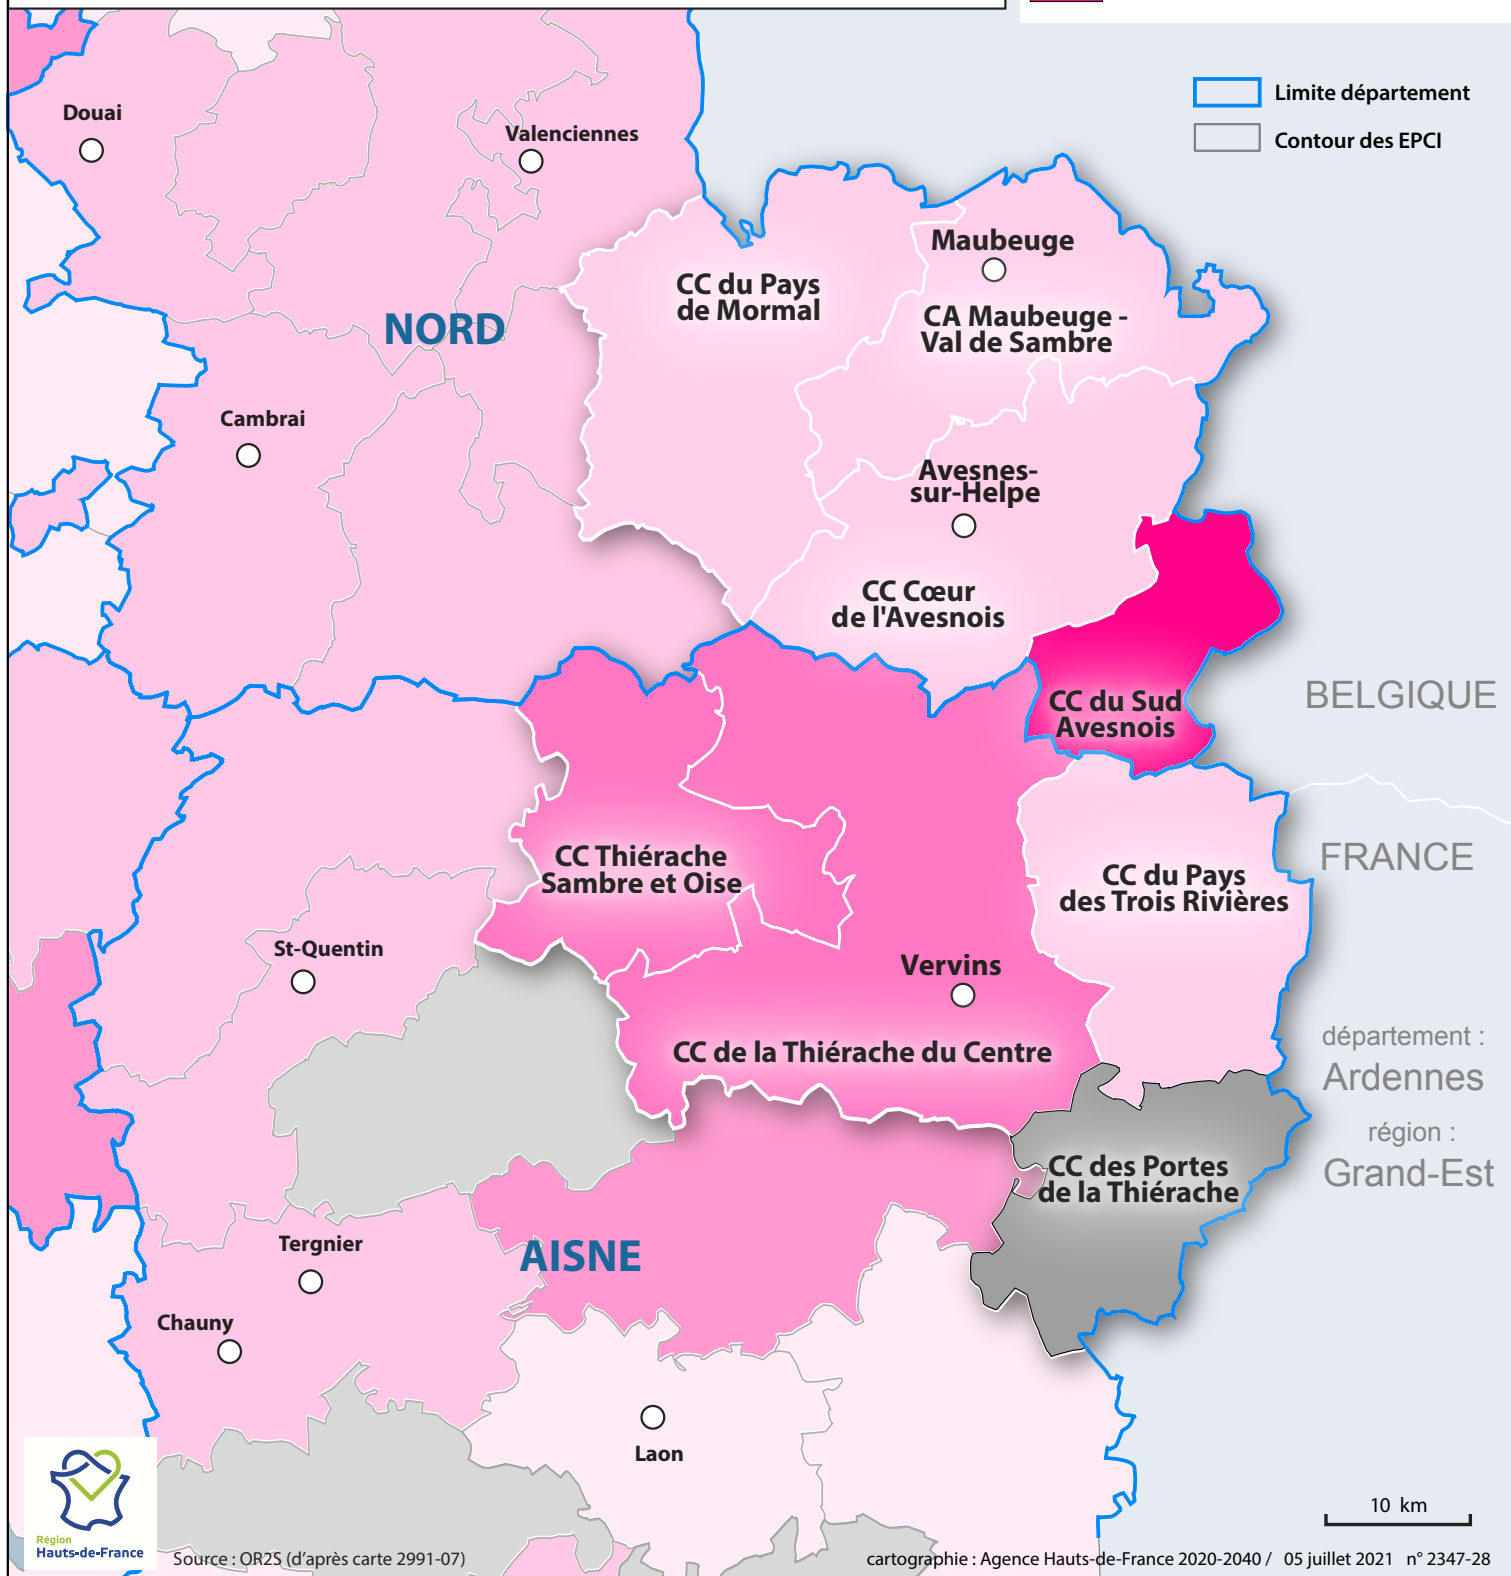 Limite département
Contour des EPCI
Douai
Valenciennes
Maubeuge
CC du Pays
de Mormal
CA Maubeuge -
Val de Sambre
NORD
Cambrai
Avesnes-
sur-Helpe
CC Cœur
de l'Avesnois
CC du Sud
Avesnois
BELGIQUE
FRANCE
CC Thiérache
Sambre et Oise
CC du Pays
des Trois Rivières
St-Quentin
Vervins
CC de la Thiérache du Centre
département :
Ardennes
région :
Grand-Est
CC des Portes
de la Thiérache
Tergnier
AISNE
Chauny
Laon
10 km
Région
Hauts-de-France
Source : OR2S (d’après carte 2991-07)
cartographie : Agence Hauts-de-France 2020-2040 / 05 juillet 2021 n° 2347-28